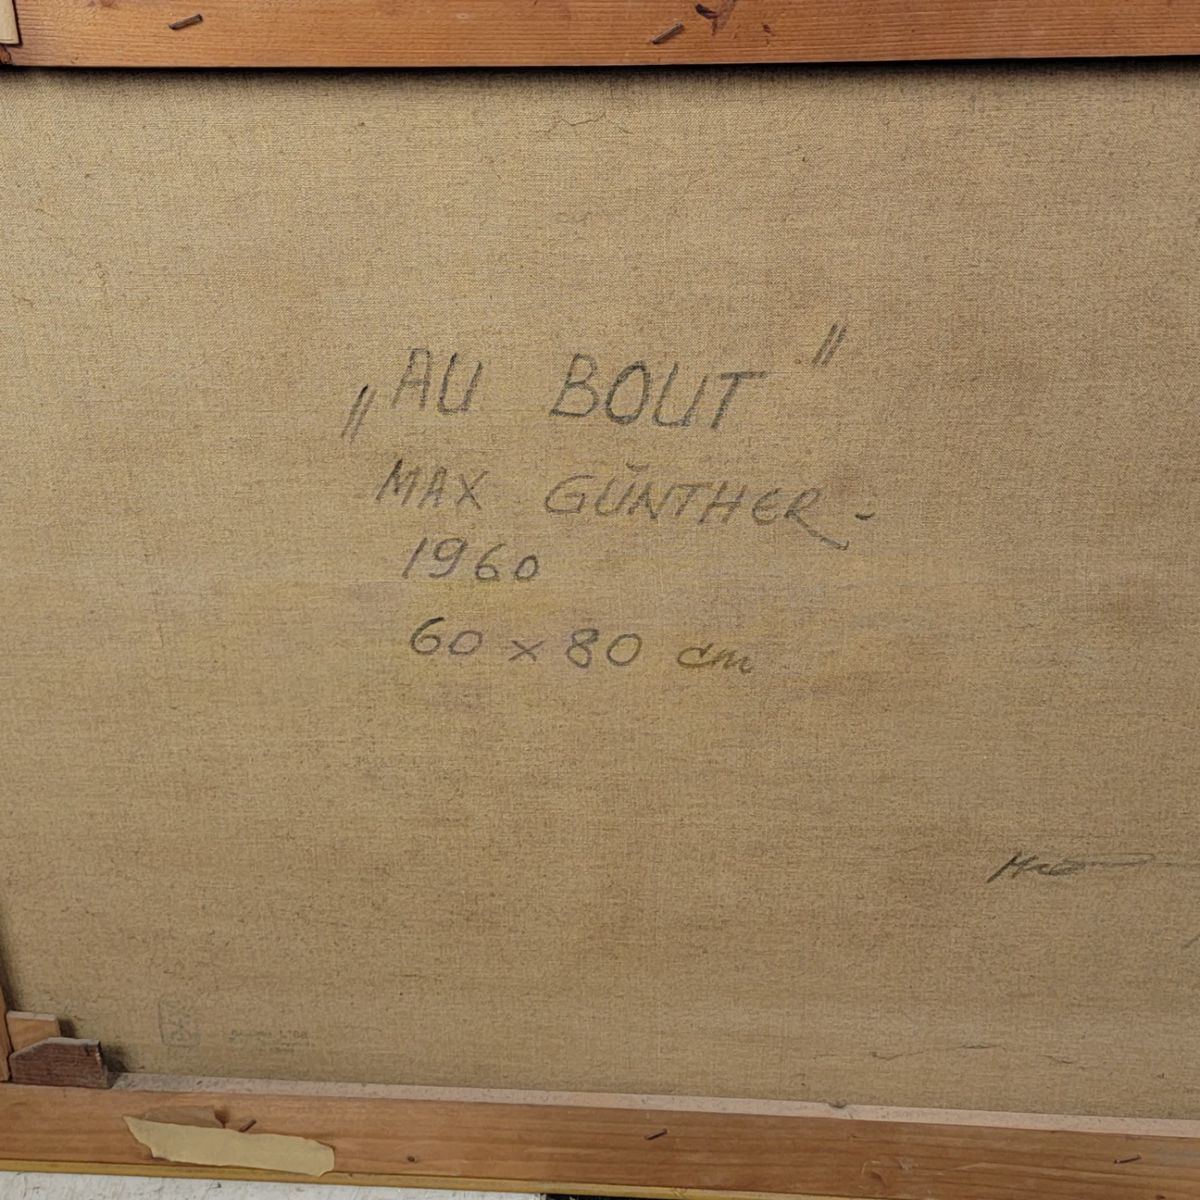 „AU BOUT"
MAX GÜNTHER-
1960
60 x 80 cm